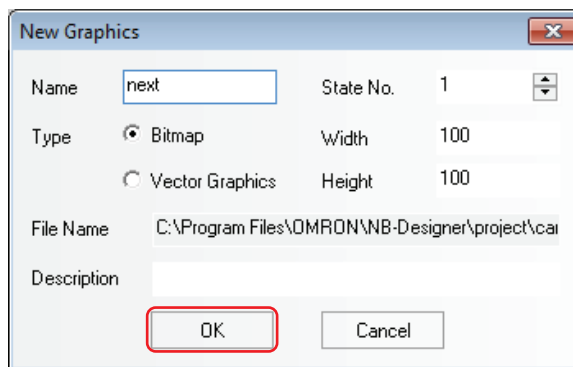 New Graphics
Name next State No. 1
Type Bitmap Width 100
Vector Graphics Height 100
File Name C:\Program Files\OMRON\NB-Designer\project\car
Description
OK Cancel